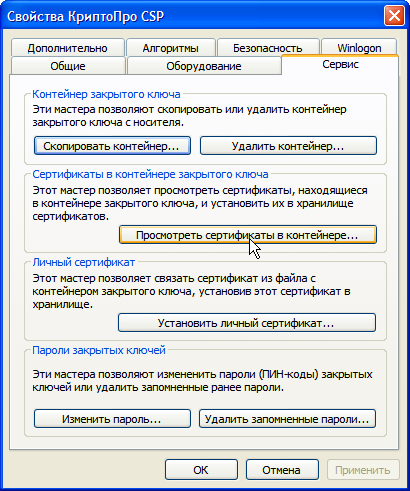 Свойства КриптоПро CSP
Дополнительно Алгоритмы Безопасность Winlogon
Общие Оборудование Сервис
Контейнер закрытого ключа
Эти мастера позволяют скопировать или удалить контейнер
закрытого ключа с носителя.
Скопировать контейнер... Удалить контейнер...
Сертификаты в контейнере закрытого ключа
Этот мастер позволяет просмотреть сертификаты, находящиеся
в контейнере закрытого ключа, и установить их в хранилище
сертификатов.
Просмотреть сертификаты в контейнере...
Личный сертификат
Этот мастер позволяет связать сертификат из файла с
контейнером закрытого ключа, установив этот сертификат в
хранилище.
Установить личный сертификат...
Пароли закрытых ключей
Эти мастера позволяют измененить пароли (ПИН-коды) закрытых
ключей или удалить запомненные ранее пароли.
Изменить пароль... Удалить запомненные пароли...
ОК Отмена Применить